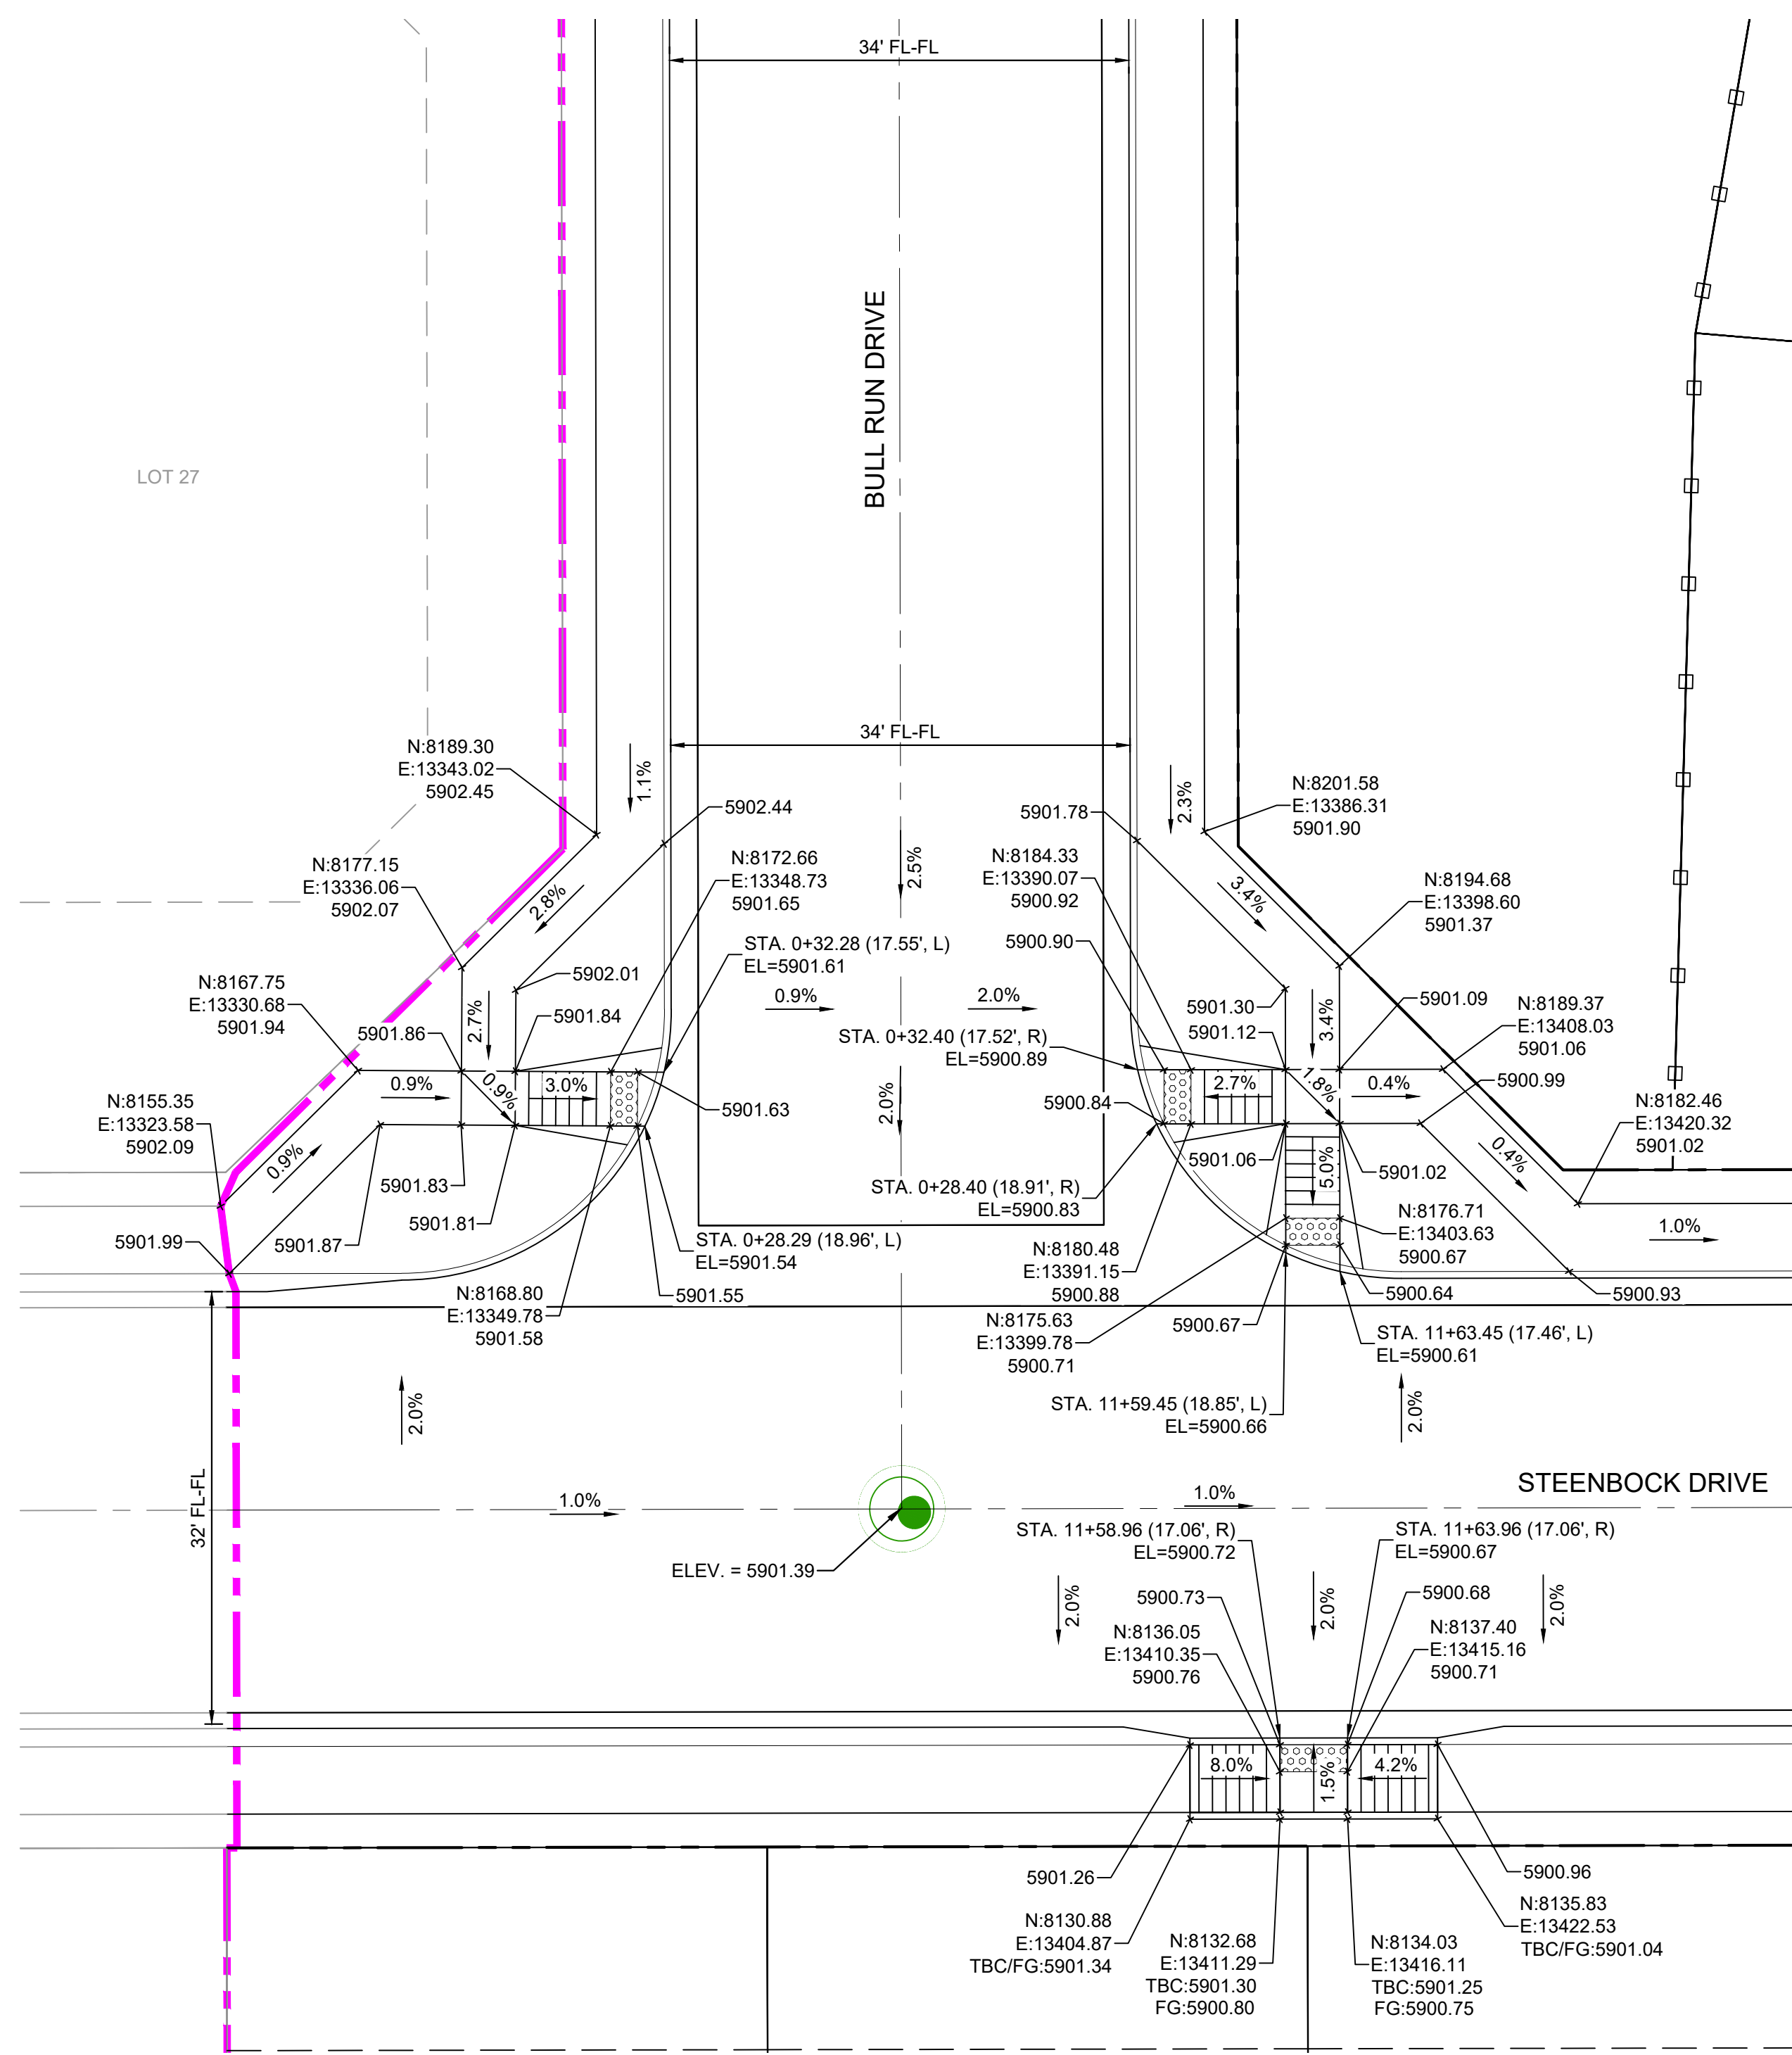 34' FL-FL
BULL RUN DRIVE
LOT 27
34' FL-FL
N:8189.30
E:13343.02
5902.45
1.1%
5902.44
5901.78
2.3%
N:8201.58
E:13386.31
5901.90
N:8177.15
E:13336.06
5902.07
2.8%
N:8172.66
E:13348.73
5901.65
2.5%
N:8184.33
E:13390.07
5900.92
3.4%
N:8194.68
E:13398.60
5901.37
STA. 0+32.28 (17.55', L)
EL=5901.61
5900.90
N:8167.75
E:13330.68
5901.94
5902.01
5901.86
2.7%
5901.84
0.9%
2.0%
5901.30
5901.12
3.4%
5901.09
N:8189.37
E:13408.03
5901.06
STA. 0+32.40 (17.52', R)
EL=5900.89
0.9%
0.9%
3.0%
5901.63
2.0%
5900.84
2.7%
1.8%
0.4%
5900.99
N:8155.35
E:13323.58
5902.09
0.9%
N:8182.46
E:13420.32
5901.02
5901.83
5901.81
5901.06
5.0%
5901.02
0.4%
STA. 0+28.40 (18.91', R)
EL=5900.83
5901.99
5901.87
STA. 0+28.29 (18.96', L)
EL=5901.54
N:8176.71
E:13403.63
5900.67
1.0%
N:8180.48
E:13391.15
5900.88
N:8168.80
E:13349.78
5901.58
5901.55
5900.64
5900.93
N:8175.63
E:13399.78
5900.71
5900.67
STA. 11+63.45 (17.46', L)
EL=5900.61
2.0%
STA. 11+59.45 (18.85', L)
EL=5900.66
2.0%
32' FL-FL
STEENBOCK DRIVE
1.0%
1.0%
STA. 11+58.96 (17.06', R)
EL=5900.72
STA. 11+63.96 (17.06', R)
EL=5900.67
ELEV. = 5901.39
2.0%
2.0%
2.0%
5900.73
5900.68
N:8136.05
E:13410.35
5900.76
N:8137.40
E:13415.16
5900.71
8.0%
1.5%
4.2%
5901.26
5900.96
N:8130.88
E:13404.87
TBC/FG:5901.34
N:8132.68
E:13411.29
TBC:5901.30
FG:5900.80
N:8134.03
E:13416.11
TBC:5901.25
FG:5900.75
N:8135.83
E:13422.53
TBC/FG:5901.04